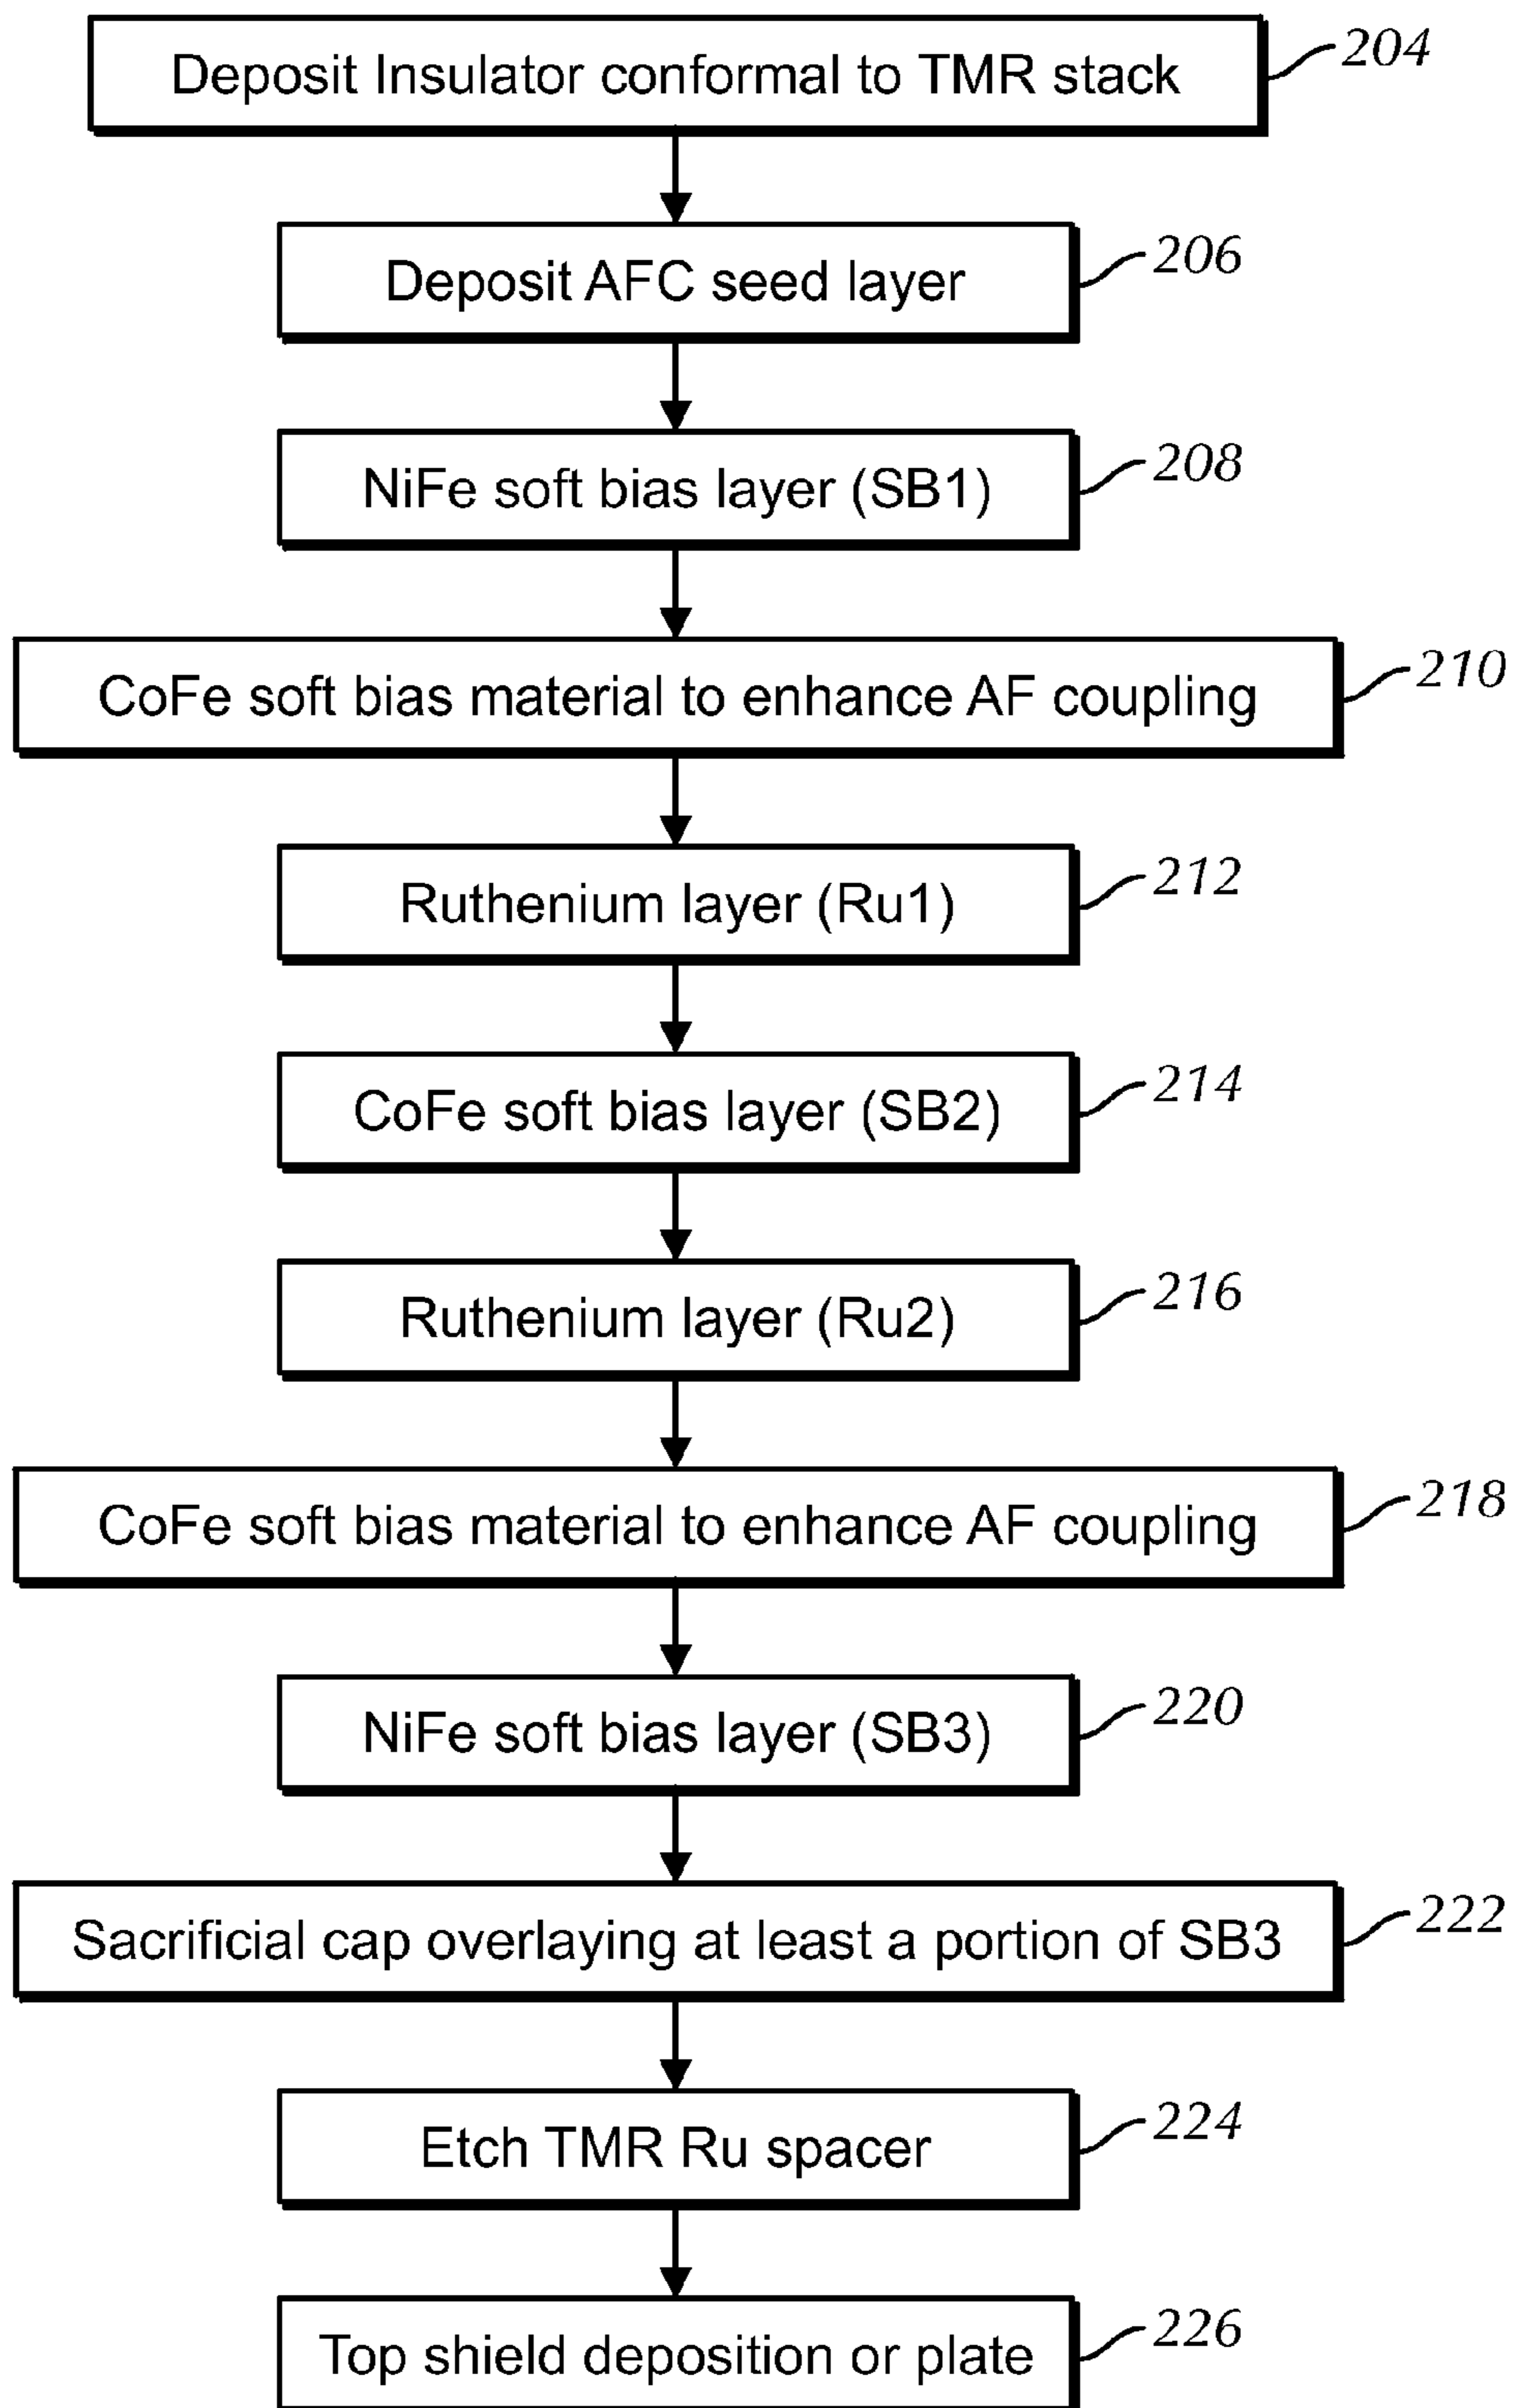 Deposit Insulator conformal to TMR stack 204
Deposit AFC seed layer 206
NiFe soft bias layer (SB1) 208
CoFe soft bias material to enhance AF coupling 210
Ruthenium layer (Ru1) 212
CoFe soft bias layer (SB2) 214
Ruthenium layer (Ru2) 216
CoFe soft bias material to enhance AF coupling 218
NiFe soft bias layer (SB3) 220
Sacrificial cap overlaying at least a portion of SB3 222
Etch TMR Ru spacer 224
Top shield deposition or plate 226